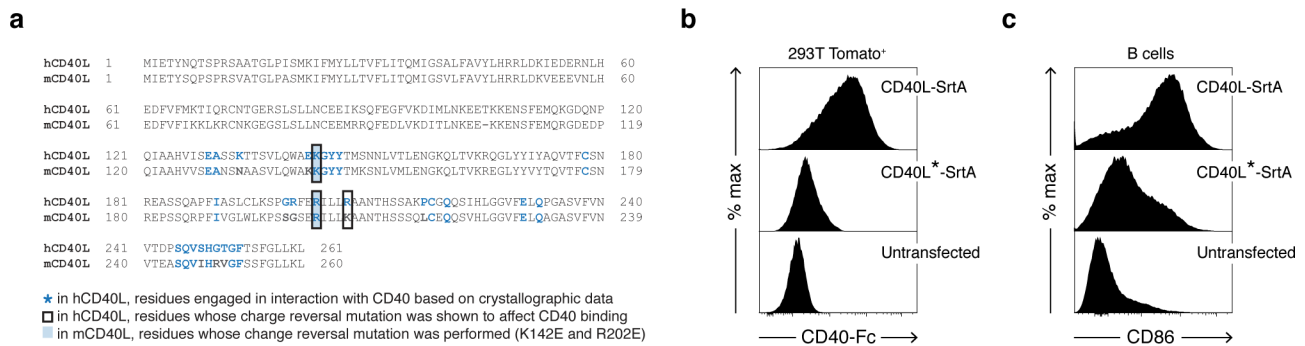 a
hCD40L 1 MIETYNQTSPRSAATGLPISMKIFMYLLTVFLITQMIGSALFAVYLHRRLDKIEDERNLH 60
mCD40L 1 MIETYSQPSPRSVATGLPASMKIFMYLLTVFLITQMIGSVLFAVYLHRRLDKVEEEVNLH 60
hCD40L 61 EDFVFMKTIQRCNTGERSLSLLNCEEIKSQFEGFVKDIMLNKEETKKENSFEMQKGDQNP 120
mCD40L 61 EDFVFIKKLKRCNKGEGSLSLLNCEEMRRQFEDLVKDITLNKEE-KKENSFEMQRGDEDP 119
hCD40L 121 QIAAHVISEASSKTTSVLQWAEKGYYTMSNNLVTLENGKQLTVKRQGLYYIYAQVTFCSN 180
mCD40L 120 QIAAHVVSEANSNAASVLQWAKKGYYTMKSNLVMLENGKQLTVKREGLYYVYTQVTFCSN 179
hCD40L 181 REASSQAPFIASLCLKSPGRFERILLRAANTHSSAKPCGQQSIHLGGVFELQPGASVFVN 240
mCD40L 180 REPSSQRPFIVGLWLKPSSGSERILLKAANTHSSSQLCEQQSVHLGGVFELQAGASVFVN 239
hCD40L 241 VTDPSQVSHGTGFTSFGLLKL 261
mCD40L 240 VTEASQVIHRVGFSSFGLLKL 260
* in hCD40L, residues engaged in interaction with CD40 based on crystallographic data
in hCD40L, residues whose charge reversal mutation was shown to affect CD40 binding
in mCD40L, residues whose change reversal mutation was performed (K142E and R202E)
b
293T Tomato⁺
CD40L-SrtA
CD40L*-SrtA
Untransfected
% max
CD40-Fc
c
B cells
CD40L-SrtA
CD40L*-SrtA
Untransfected
% max
CD86